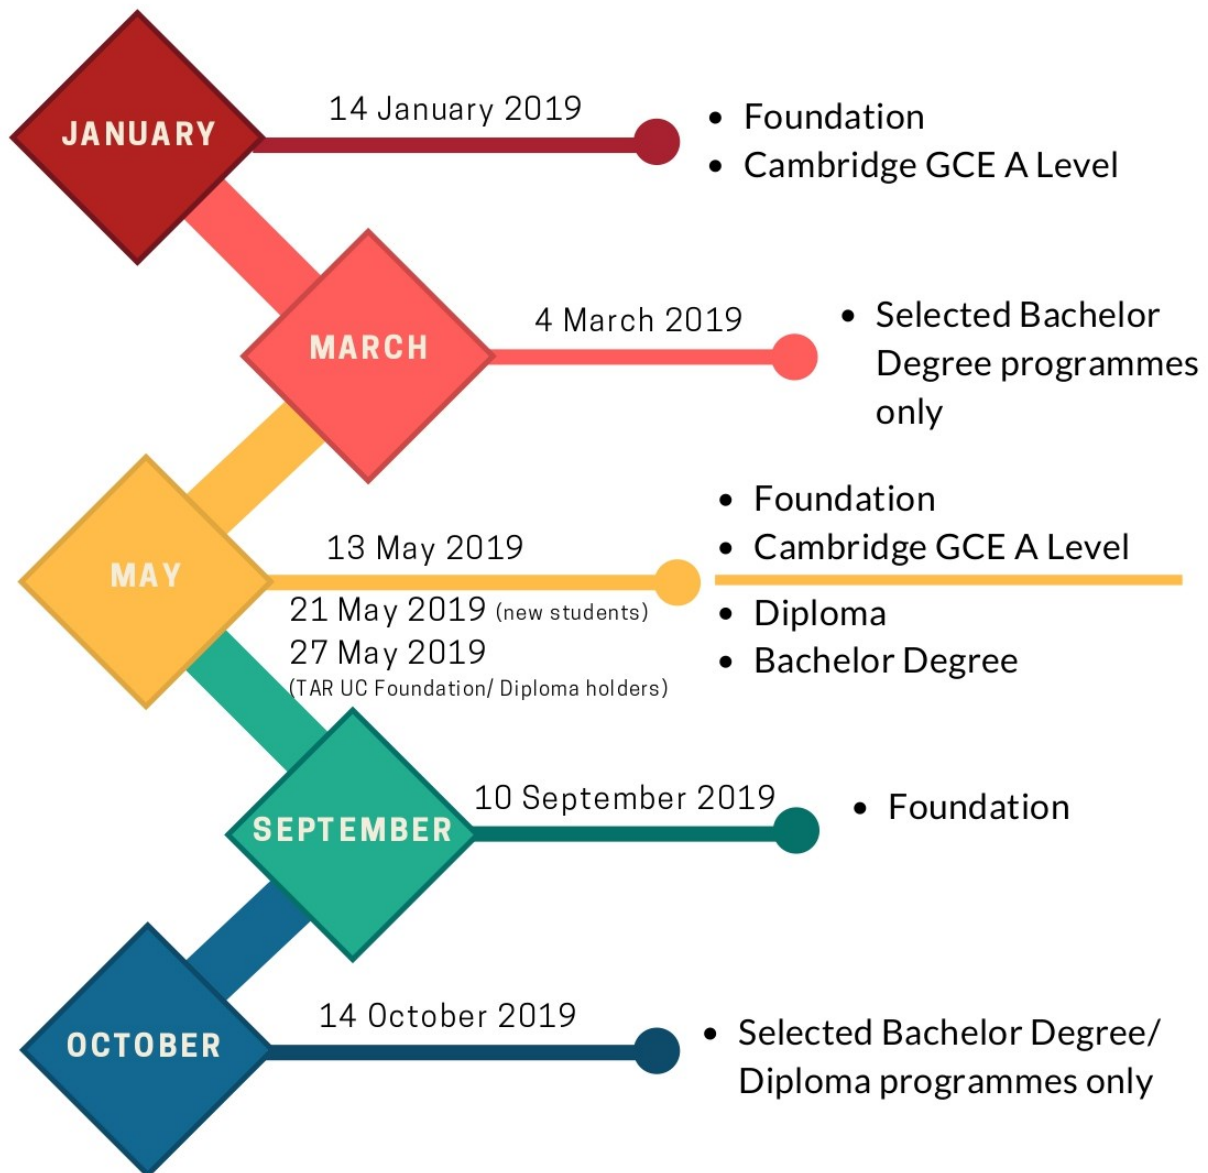 JANUARY
14 January 2019
• Foundation
• Cambridge GCE A Level
MARCH
4 March 2019
• Selected Bachelor
Degree programmes
only
MAY
13 May 2019
• Foundation
• Cambridge GCE A Level
21 May 2019 (new students)
27 May 2019
(TAR UC Foundation/ Diploma holders)
• Diploma
• Bachelor Degree
SEPTEMBER
10 September 2019
• Foundation
OCTOBER
14 October 2019
• Selected Bachelor Degree/
Diploma programmes only